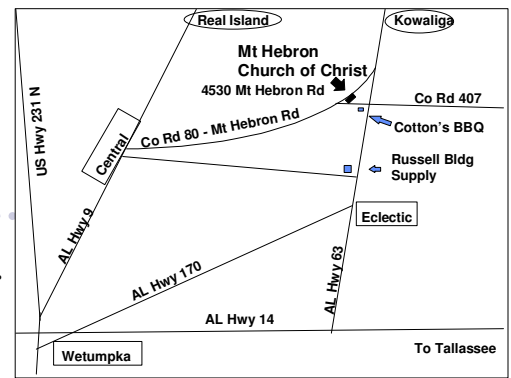 Real Island
Kowaliga
Mt Hebron
Church of Christ
4530 Mt Hebron Rd
US Hwy 231 N
Co Rd 407
Central
Co Rd 80 - Mt Hebron Rd
Cotton's BBQ
Russell Bldg
Supply
Eclectic
AL Hwy 9
AL Hwy 170
AL Hwy 63
AL Hwy 14
Wetumpka
To Tallassee